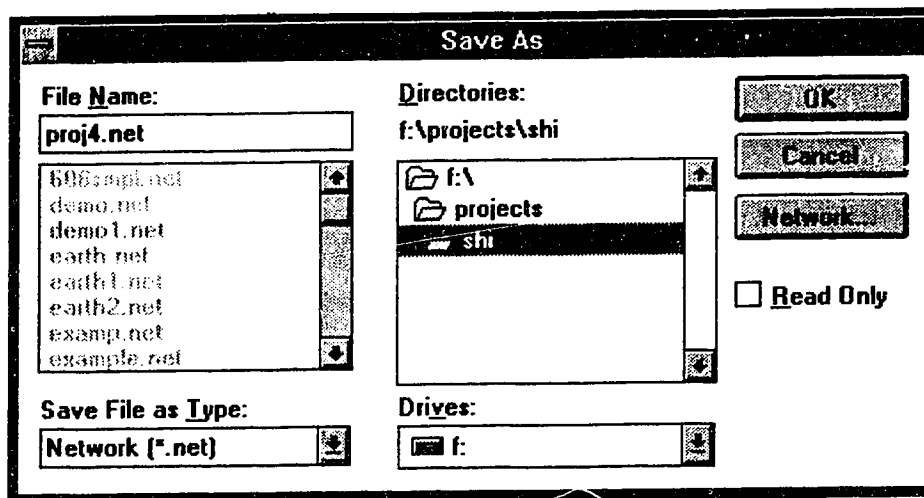 Save As
File Name:
proj4.net
606smpl.net
demo.net
demo1.net
earth.net
earth1.net
earth2.net
examp.net
example.net
Save File as Type:
Network (*.net)
Directories:
f:\projects\shi
f:\
projects
shi
Drives:
f:
OK
Cancel
Network...
Read Only